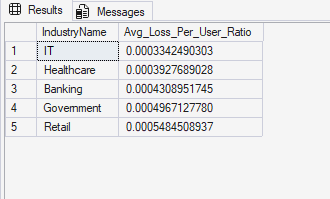 Results Messages
IndustryName Avg_Loss_Per_User_Ratio
1 IT 0.0003342490303
2 Healthcare 0.0003927689028
3 Banking 0.0004308951745
4 Government 0.0004967127780
5 Retail 0.0005484508937